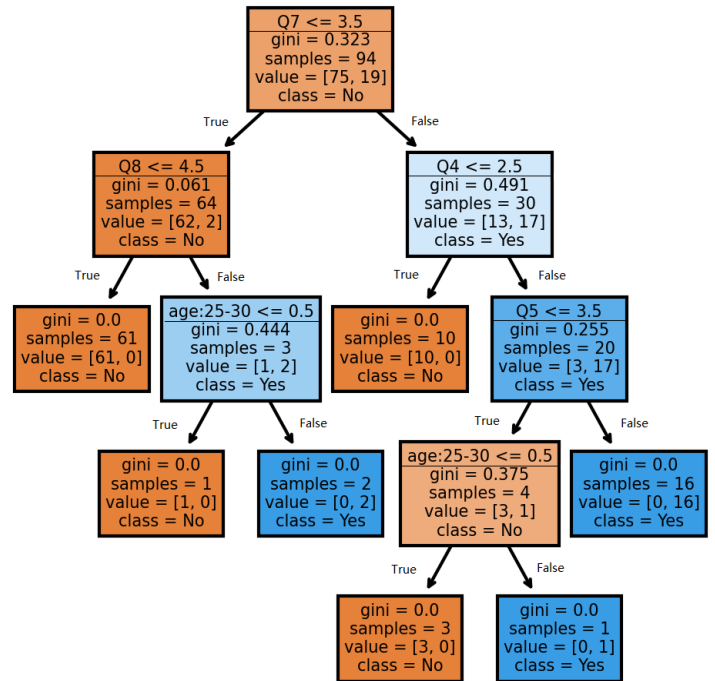 Q7 <= 3.5
gini = 0.323
samples = 94
value = [75, 19]
class = No
True
False
Q8 <= 4.5
gini = 0.061
samples = 64
value = [62, 2]
class = No
Q4 <= 2.5
gini = 0.491
samples = 30
value = [13, 17]
class = Yes
True
False
True
False
gini = 0.0
samples = 61
value = [61, 0]
class = No
age:25-30 <= 0.5
gini = 0.444
samples = 3
value = [1, 2]
class = Yes
gini = 0.0
samples = 10
value = [10, 0]
class = No
Q5 <= 3.5
gini = 0.255
samples = 20
value = [3, 17]
class = Yes
True
False
True
False
gini = 0.0
samples = 1
value = [1, 0]
class = No
gini = 0.0
samples = 2
value = [0, 2]
class = Yes
age:25-30 <= 0.5
gini = 0.375
samples = 4
value = [3, 1]
class = No
gini = 0.0
samples = 16
value = [0, 16]
class = Yes
True
False
gini = 0.0
samples = 3
value = [3, 0]
class = No
gini = 0.0
samples = 1
value = [0, 1]
class = Yes